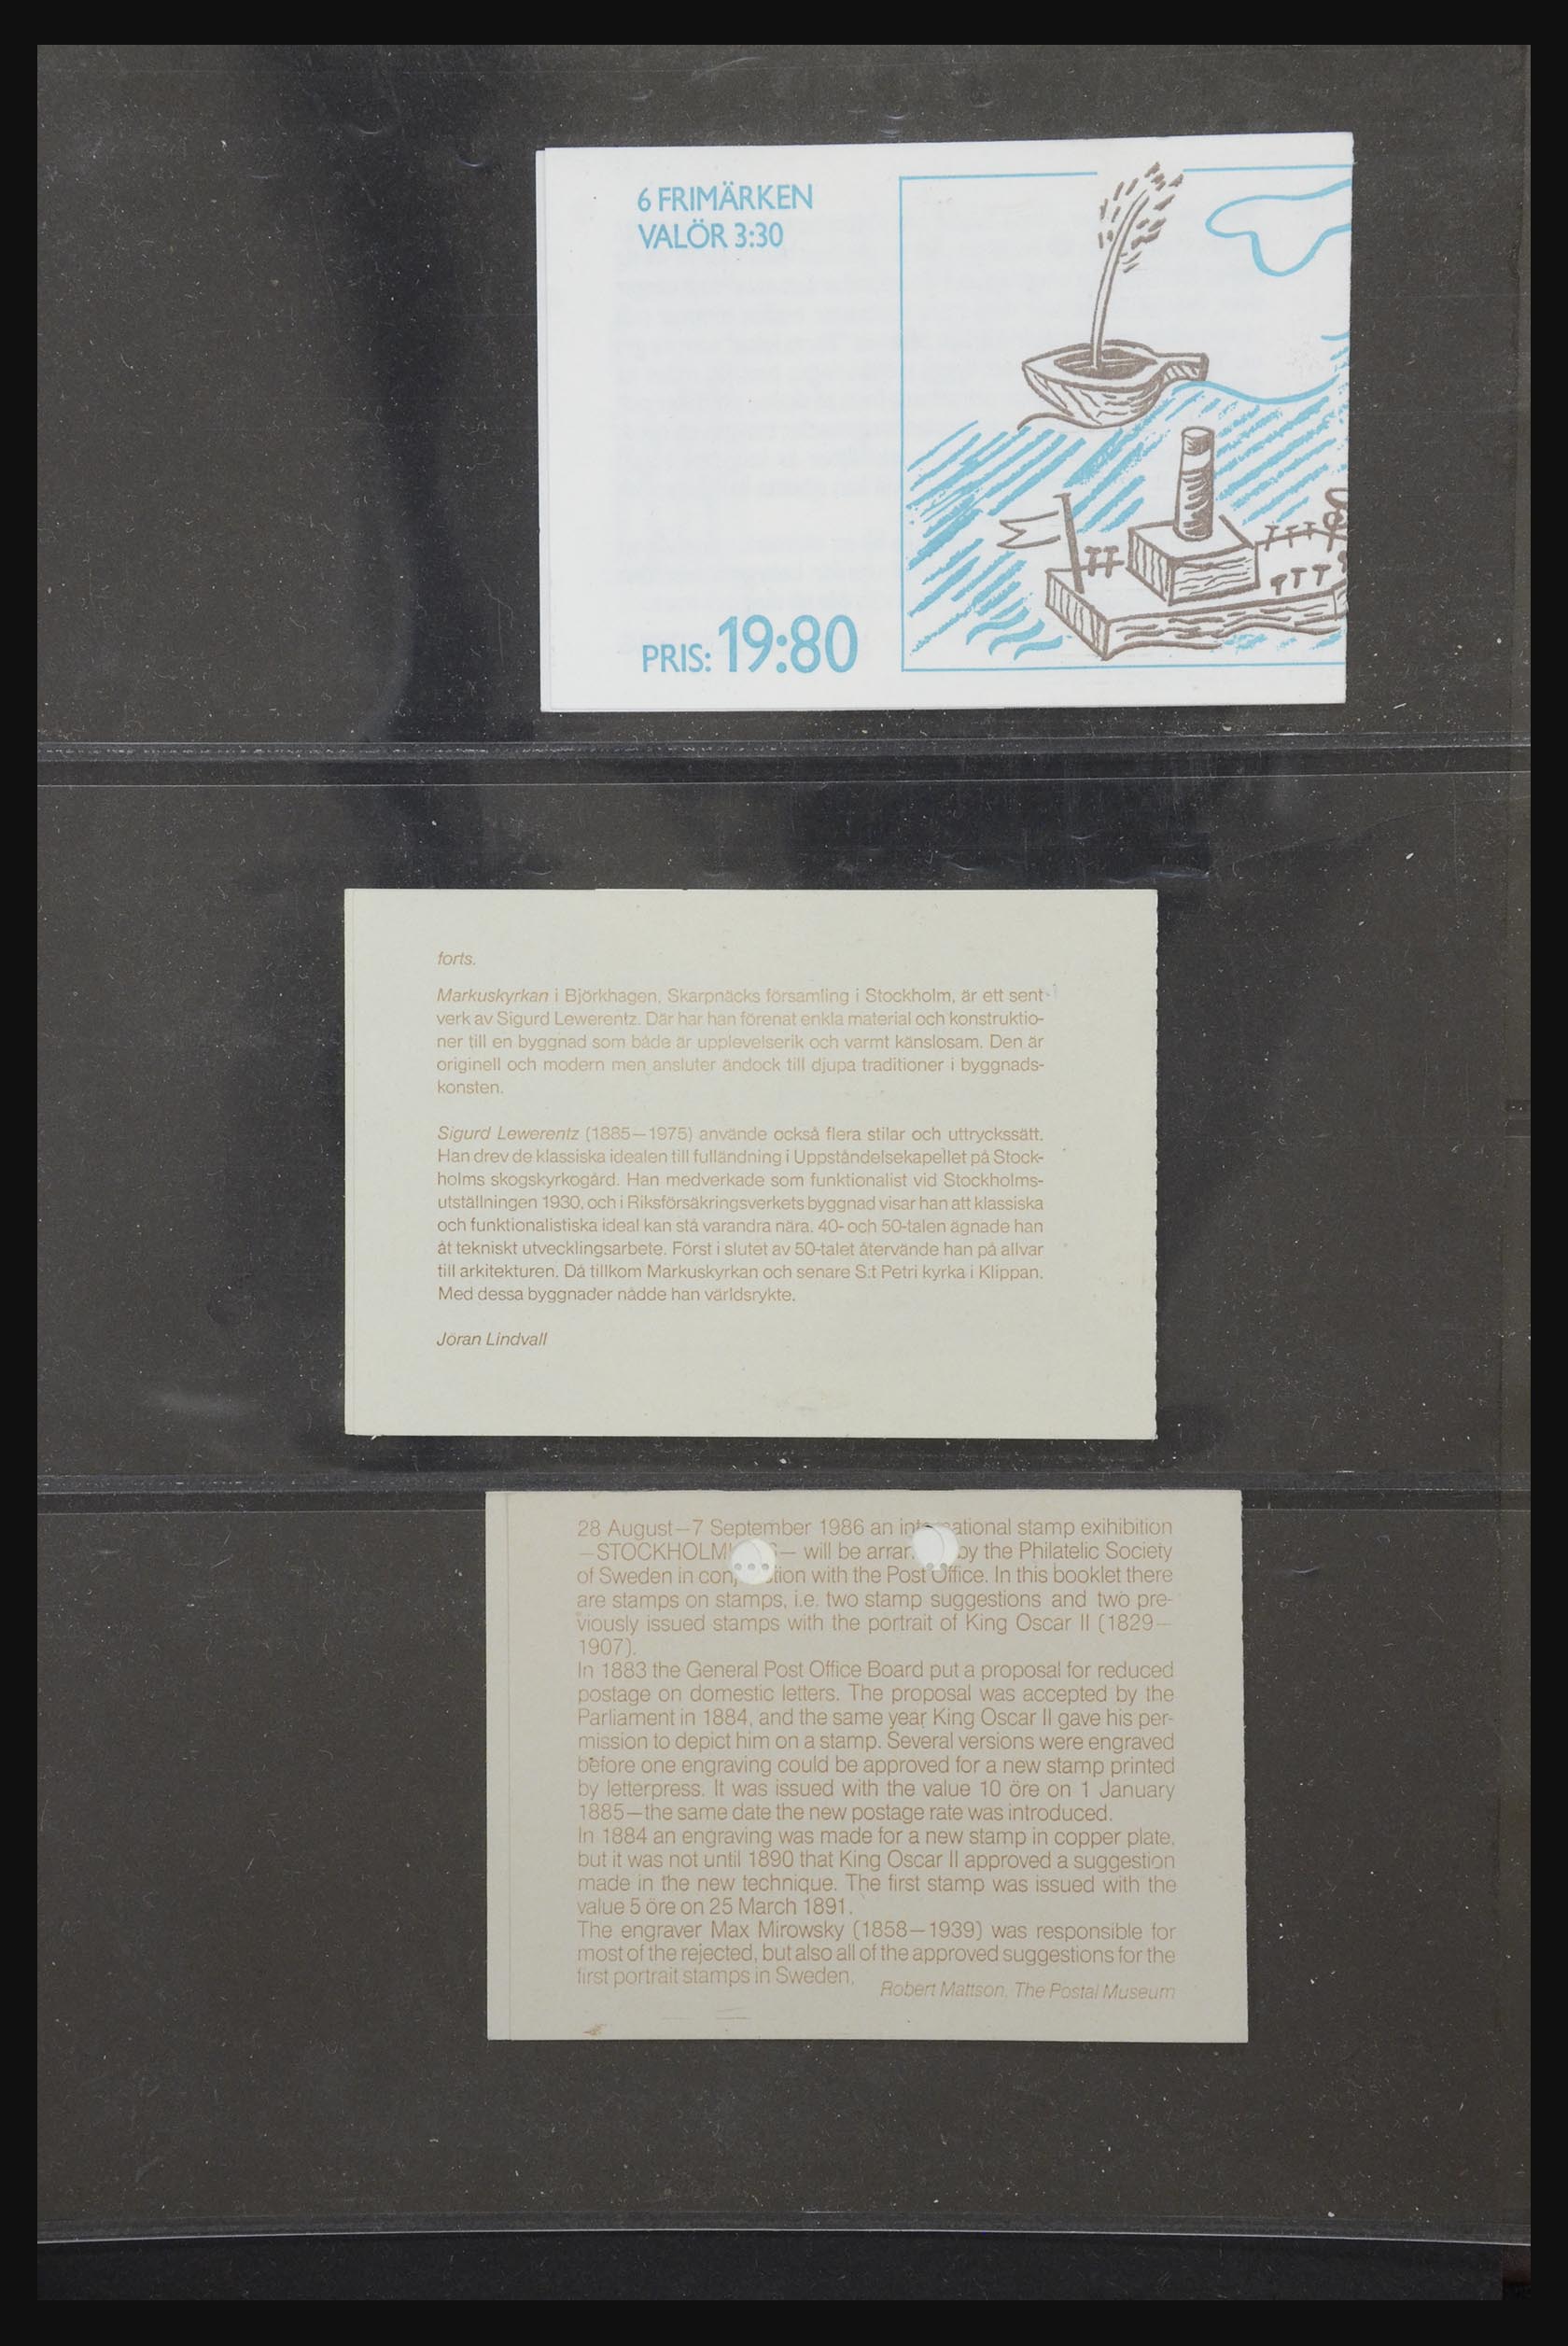 6 FRIMÄRKEN
VALÖR 3:30
PRIS: 19:80
forts.
Markuskyrkan i Björkhagen, Skarpnäcks församling i Stockholm, är ett sent
verk av Sigurd Lewerentz. Där har han förenat enkla material och konstruktio-
ner till en byggnad som både är upplevelserik och varmt känslosam. Den är
originell och modern men ansluter ändock till djupa traditioner i byggnads-
konsten.
Sigurd Lewerentz (1885—1975) använde också flera stilar och uttryckssätt.
Han drev de klassiska idealen till fulländning i Uppståndelsekapellet på Stock-
holms skogskyrkogård. Han medverkade som funktionalist vid Stockholms-
utställningen 1930, och i Riksförsäkringsverkets byggnad visar han att klassiska
och funktionalistiska ideal kan stå varandra nära. 40- och 50-talen ägnade han
åt tekniskt utvecklingsarbete. Först i slutet av 50-talet återvände han på allvar
till arkitekturen. Då tillkom Markuskyrkan och senare S:t Petri kyrka i Klippan.
Med dessa byggnader nådde han världsrykte.
Jöran Lindvall
28 August—7 September 1986 an international stamp exihibition
— will be arran by the Philatelic Society
of Sweden in conjunction with the Post Office. In this booklet there
are stamps on stamps, i.e. two stamp suggestions and two pre-
viously issued stamps with the portrait of King Oscar II (1829—
1907).
In 1883 the General Post Office Board put a proposal for reduced
postage on domestic letters. The proposal was accepted by the
Parliament in 1884, and the same year King Oscar II gave his per-
mission to depict him on a stamp. Several versions were engraved
before one engraving could be approved for a new stamp printed
by letterpress. It was issued with the value 10 öre on 1 January
1885—the same date the new postage rate was introduced.
In 1884 an engraving was made for a new stamp in copper plate,
but it was not until 1890 that King Oscar II approved a suggestion
made in the new technique. The first stamp was issued with the
value 5 öre on 25 March 1891.
The engraver Max Mirowsky (1858—1939) was responsible for
most of the rejected, but also all of the approved suggestions for the
first portrait stamps in Sweden.
Robert Mattson, The Postal Museum